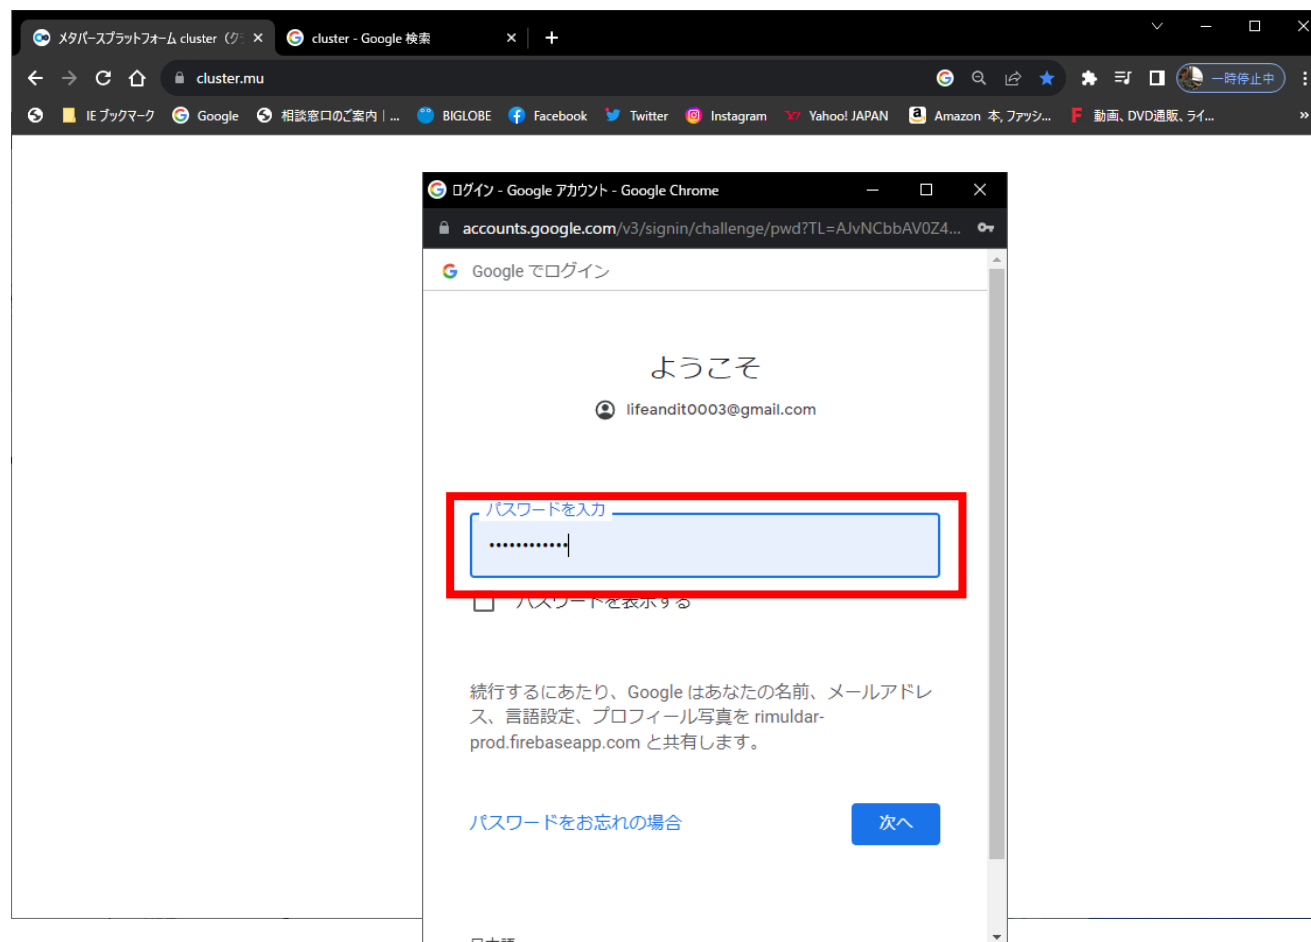 メタバースプラットフォーム cluster（クラ
cluster - Google 検索
cluster.mu
一時停止中
IE ブックマーク
Google
相談窓口のご案内｜...
BIGLOBE
Facebook
Twitter
Instagram
Yahoo! JAPAN
Amazon 本, ファッシ...
動画、DVD通販、ライ...
ログイン - Google アカウント - Google Chrome
accounts.google.com/v3/signin/challenge/pwd?TL=AJvNCbbAV0Z4...
Google でログイン
ようこそ
lifeandit0003@gmail.com
パスワードを入力
••••••••••••
パスワードを表示する
続行するにあたり、Google はあなたの名前、メールアドレ
ス、言語設定、プロフィール写真を rimuldar-
prod.firebaseapp.com と共有します。
パスワードをお忘れの場合
次へ
日本語